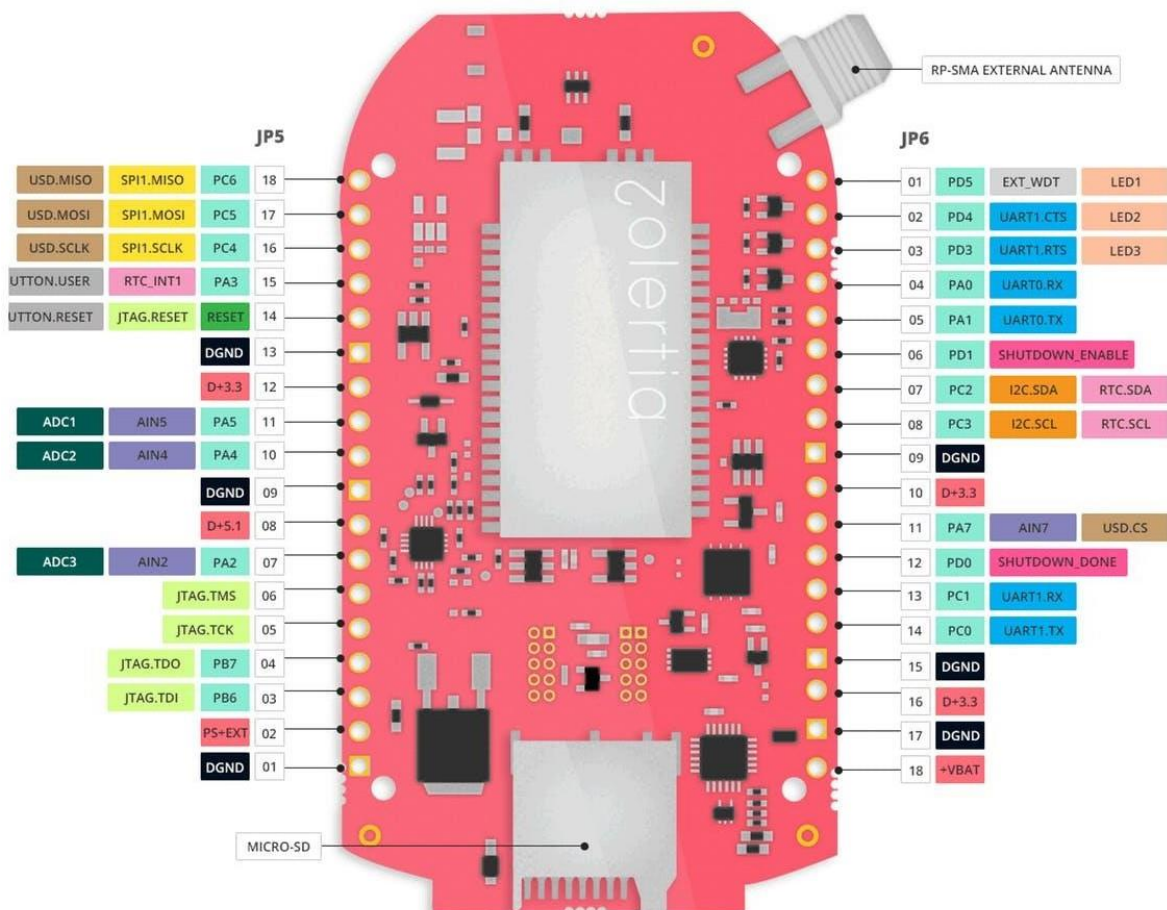 RP-SMA EXTERNAL ANTENNA
JP5
USD.MISO SPI1.MISO PC6 18
USD.MOSI SPI1.MOSI PC5 17
USD.SCLK SPI1.SCLK PC4 16
UTTON.USER RTC_INT1 PA3 15
UTTON.RESET JTAG.RESET RESET 14
DGND 13
D+3.3 12
ADC1 AIN5 PA5 11
ADC2 AIN4 PA4 10
DGND 09
D+5.1 08
ADC3 AIN2 PA2 07
JTAG.TMS 06
JTAG.TCK 05
JTAG.TDO PB7 04
JTAG.TDI PB6 03
PS+EXT 02
DGND 01
Zolertia
JP6
01 PD5 EXT_WDT LED1
02 PD4 UART1.CTS LED2
03 PD3 UART1.RTS LED3
04 PA0 UART0.RX
05 PA1 UART0.TX
06 PD1 SHUTDOWN_ENABLE
07 PC2 I2C.SDA RTC.SDA
08 PC3 I2C.SCL RTC.SCL
09 DGND
10 D+3.3
11 PA7 AIN7 USD.CS
12 PD0 SHUTDOWN_DONE
13 PC1 UART1.RX
14 PC0 UART1.TX
15 DGND
16 D+3.3
17 DGND
18 +VBAT
MICRO-SD